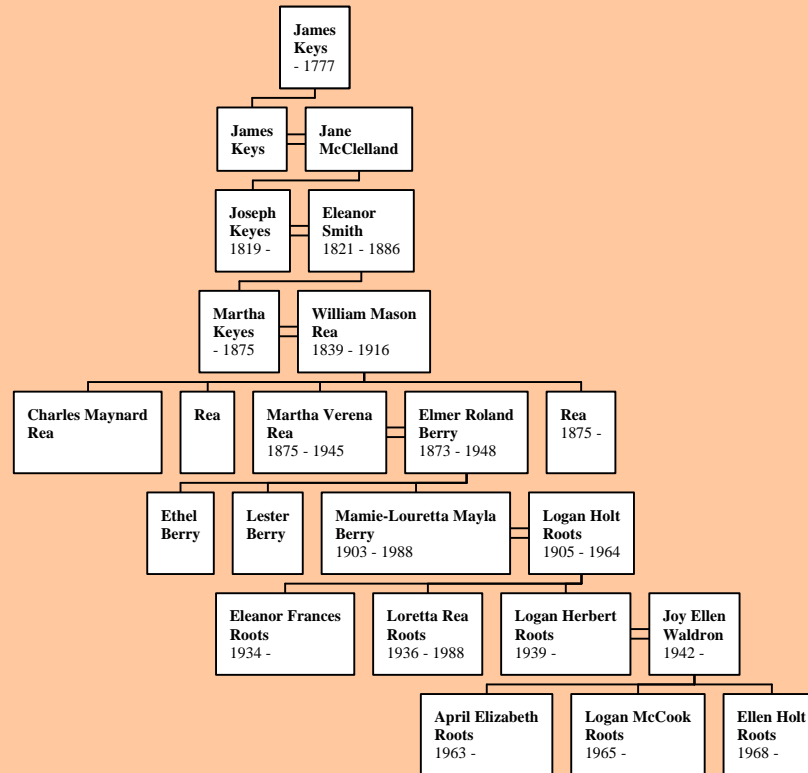 James
Keys
- 1777
James
Keys
Jane
McClelland
Joseph
Keyes
1819 -
Eleanor
Smith
1821 - 1886
Martha
Keyes
- 1875
William Mason
Rea
1839 - 1916
Charles Maynard
Rea
Rea
Martha Verena
Rea
1875 - 1945
Elmer Roland
Berry
1873 - 1948
Rea
1875 -
Ethel
Berry
Lester
Berry
Mamie-Louretta Mayla
Berry
1903 - 1988
Logan Holt
Roots
1905 - 1964
Eleanor Frances
Roots
1934 -
Loretta Rea
Roots
1936 - 1988
Logan Herbert
Roots
1939 -
Joy Ellen
Waldron
1942 -
April Elizabeth
Roots
1963 -
Logan McCook
Roots
1965 -
Ellen Holt
Roots
1968 -